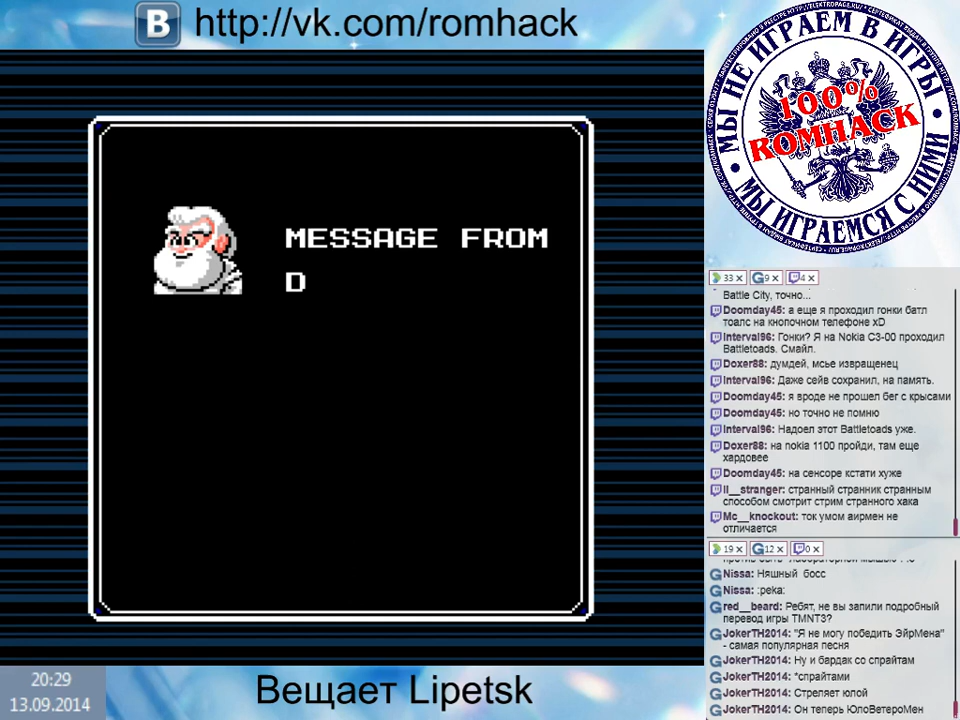 http://vk.com/romhack
МЫ НЕ ИГРАЕМ В ИГРЫ
100%
ROMHACK
МЫ ИГРАЕМСЯ С НИМИ
MESSAGE FROM
D
33 x
9 x
4 x
Battle City, точно...
Doomday45: а еще я проходил гонки батл
тоалс на кнопочном телефоне xD
Interval96: Гонки? Я на Nokia C3-00 проходил
Battletoads. Смайл.
Doxer88: думдей, мсье извращенец
Interval96: Даже сейв сохранил, на память.
Doomday45: я вроде не прошел бег с крысами
Doomday45: но точно не помню
Interval96: Надоел этот Battletoads уже.
Doxer88: на nokia 1100 пройди, там еще
хардовее
Doomday45: на сенсоре кстати хуже
ll__stranger: странный странник странным
способом смотрит стрим странного хака
Mc__knockout: ток умом аирмен не
отличается
19 x
12 x
0 x
Nissa: Няшный босс
Nissa: :peka:
red__beard: Ребят, не вы запили подробный
перевод игры TMNT3?
JokerTH2014: "Я не могу победить ЭйрМена"
- самая популярная песня
JokerTH2014: Ну и бардак со спрайтам
JokerTH2014: *спрайтами
JokerTH2014: Стреляет юлой
JokerTH2014: Он теперь ЮлоВетероМен
20:29
13.09.2014
Вещает Lipetsk